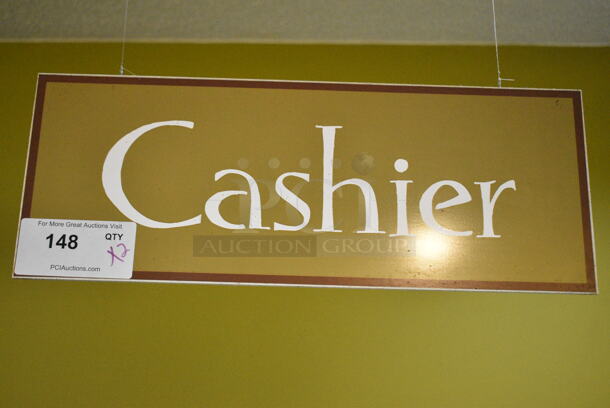 Cashier
AUCTION GROUP
For More Great Auctions Visit
148 QTY
x2
PCIAuctions.com